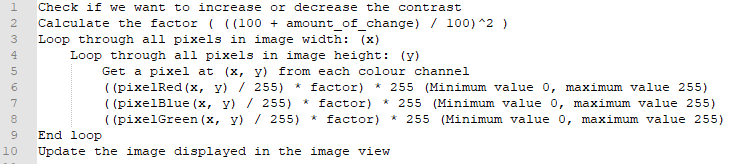 1 Check if we want to increase or decrease the contrast
2 Calculate the factor ( ((100 + amount_of_change) / 100)^2 )
3 Loop through all pixels in image width: (x)
4 Loop through all pixels in image height: (y)
5 Get a pixel at (x, y) from each colour channel
6 ((pixelRed(x, y) / 255) * factor) * 255 (Minimum value 0, maximum value 255)
7 ((pixelBlue(x, y) / 255) * factor) * 255 (Minimum value 0, maximum value 255)
8 ((pixelGreen(x, y) / 255) * factor) * 255 (Minimum value 0, maximum value 255)
9 End loop
10 Update the image displayed in the image view